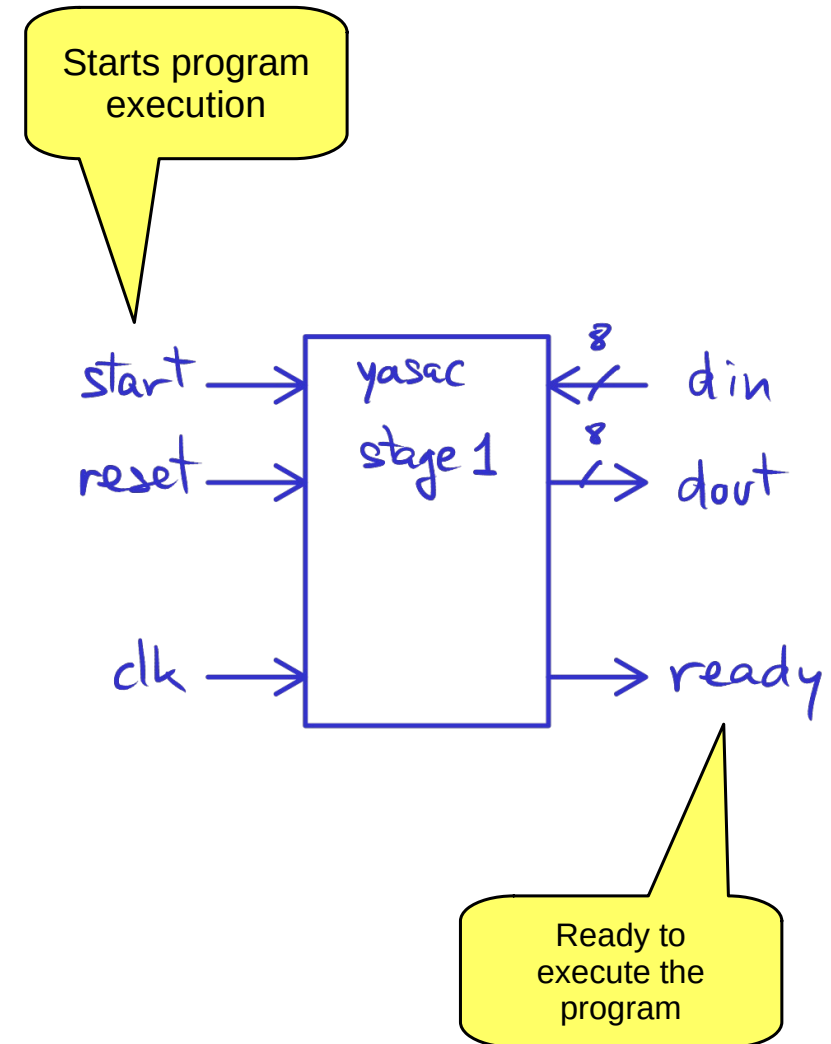 Starts program
execution
start
yasac
8
din
reset
stage 1
8
dout
clk
ready
Ready to
execute the
program